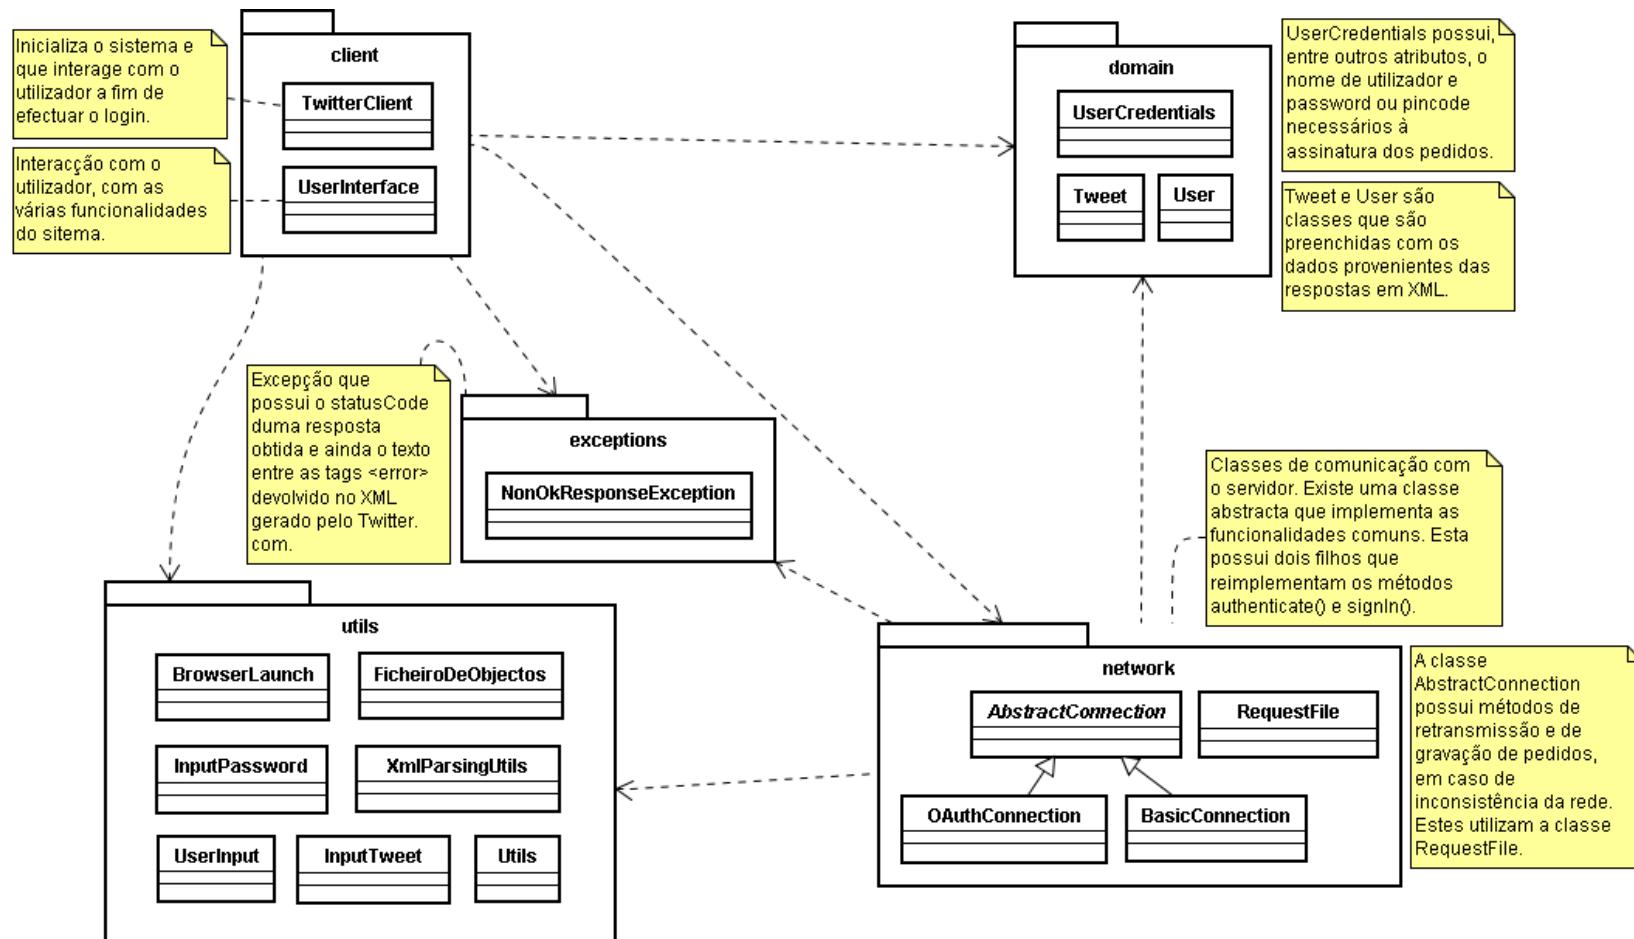 Inicializa o sistema e
que interage com o
utilizador a fim de
efectuar o login.
Interacção com o
utilizador, com as
várias funcionalidades
do sitema.
client
TwitterClient
UserInterface
domain
UserCredentials
Tweet
User
UserCredentials possui,
entre outros atributos, o
nome de utilizador e
password ou pincode
necessários à
assinatura dos pedidos.
Tweet e User são
classes que são
preenchidas com os
dados provenientes das
respostas em XML.
Excepção que
possui o statusCode
duma resposta
obtida e ainda o texto
entre as tags <error>
devolvido no XML
gerado pelo Twitter.
com.
exceptions
NonOkResponseException
Classes de comunicação com
o servidor. Existe uma classe
abstracta que implementa as
funcionalidades comuns. Esta
possui dois filhos que
reimplementam os métodos
authenticate() e signIn().
utils
BrowserLaunch
FicheiroDeObjectos
InputPassword
XmlParsingUtils
UserInput
InputTweet
Utils
network
AbstractConnection
RequestFile
OAuthConnection
BasicConnection
A classe
AbstractConnection
possui métodos de
retransmissão e de
gravação de pedidos,
em caso de
inconsistência da rede.
Estes utilizam a classe
RequestFile.